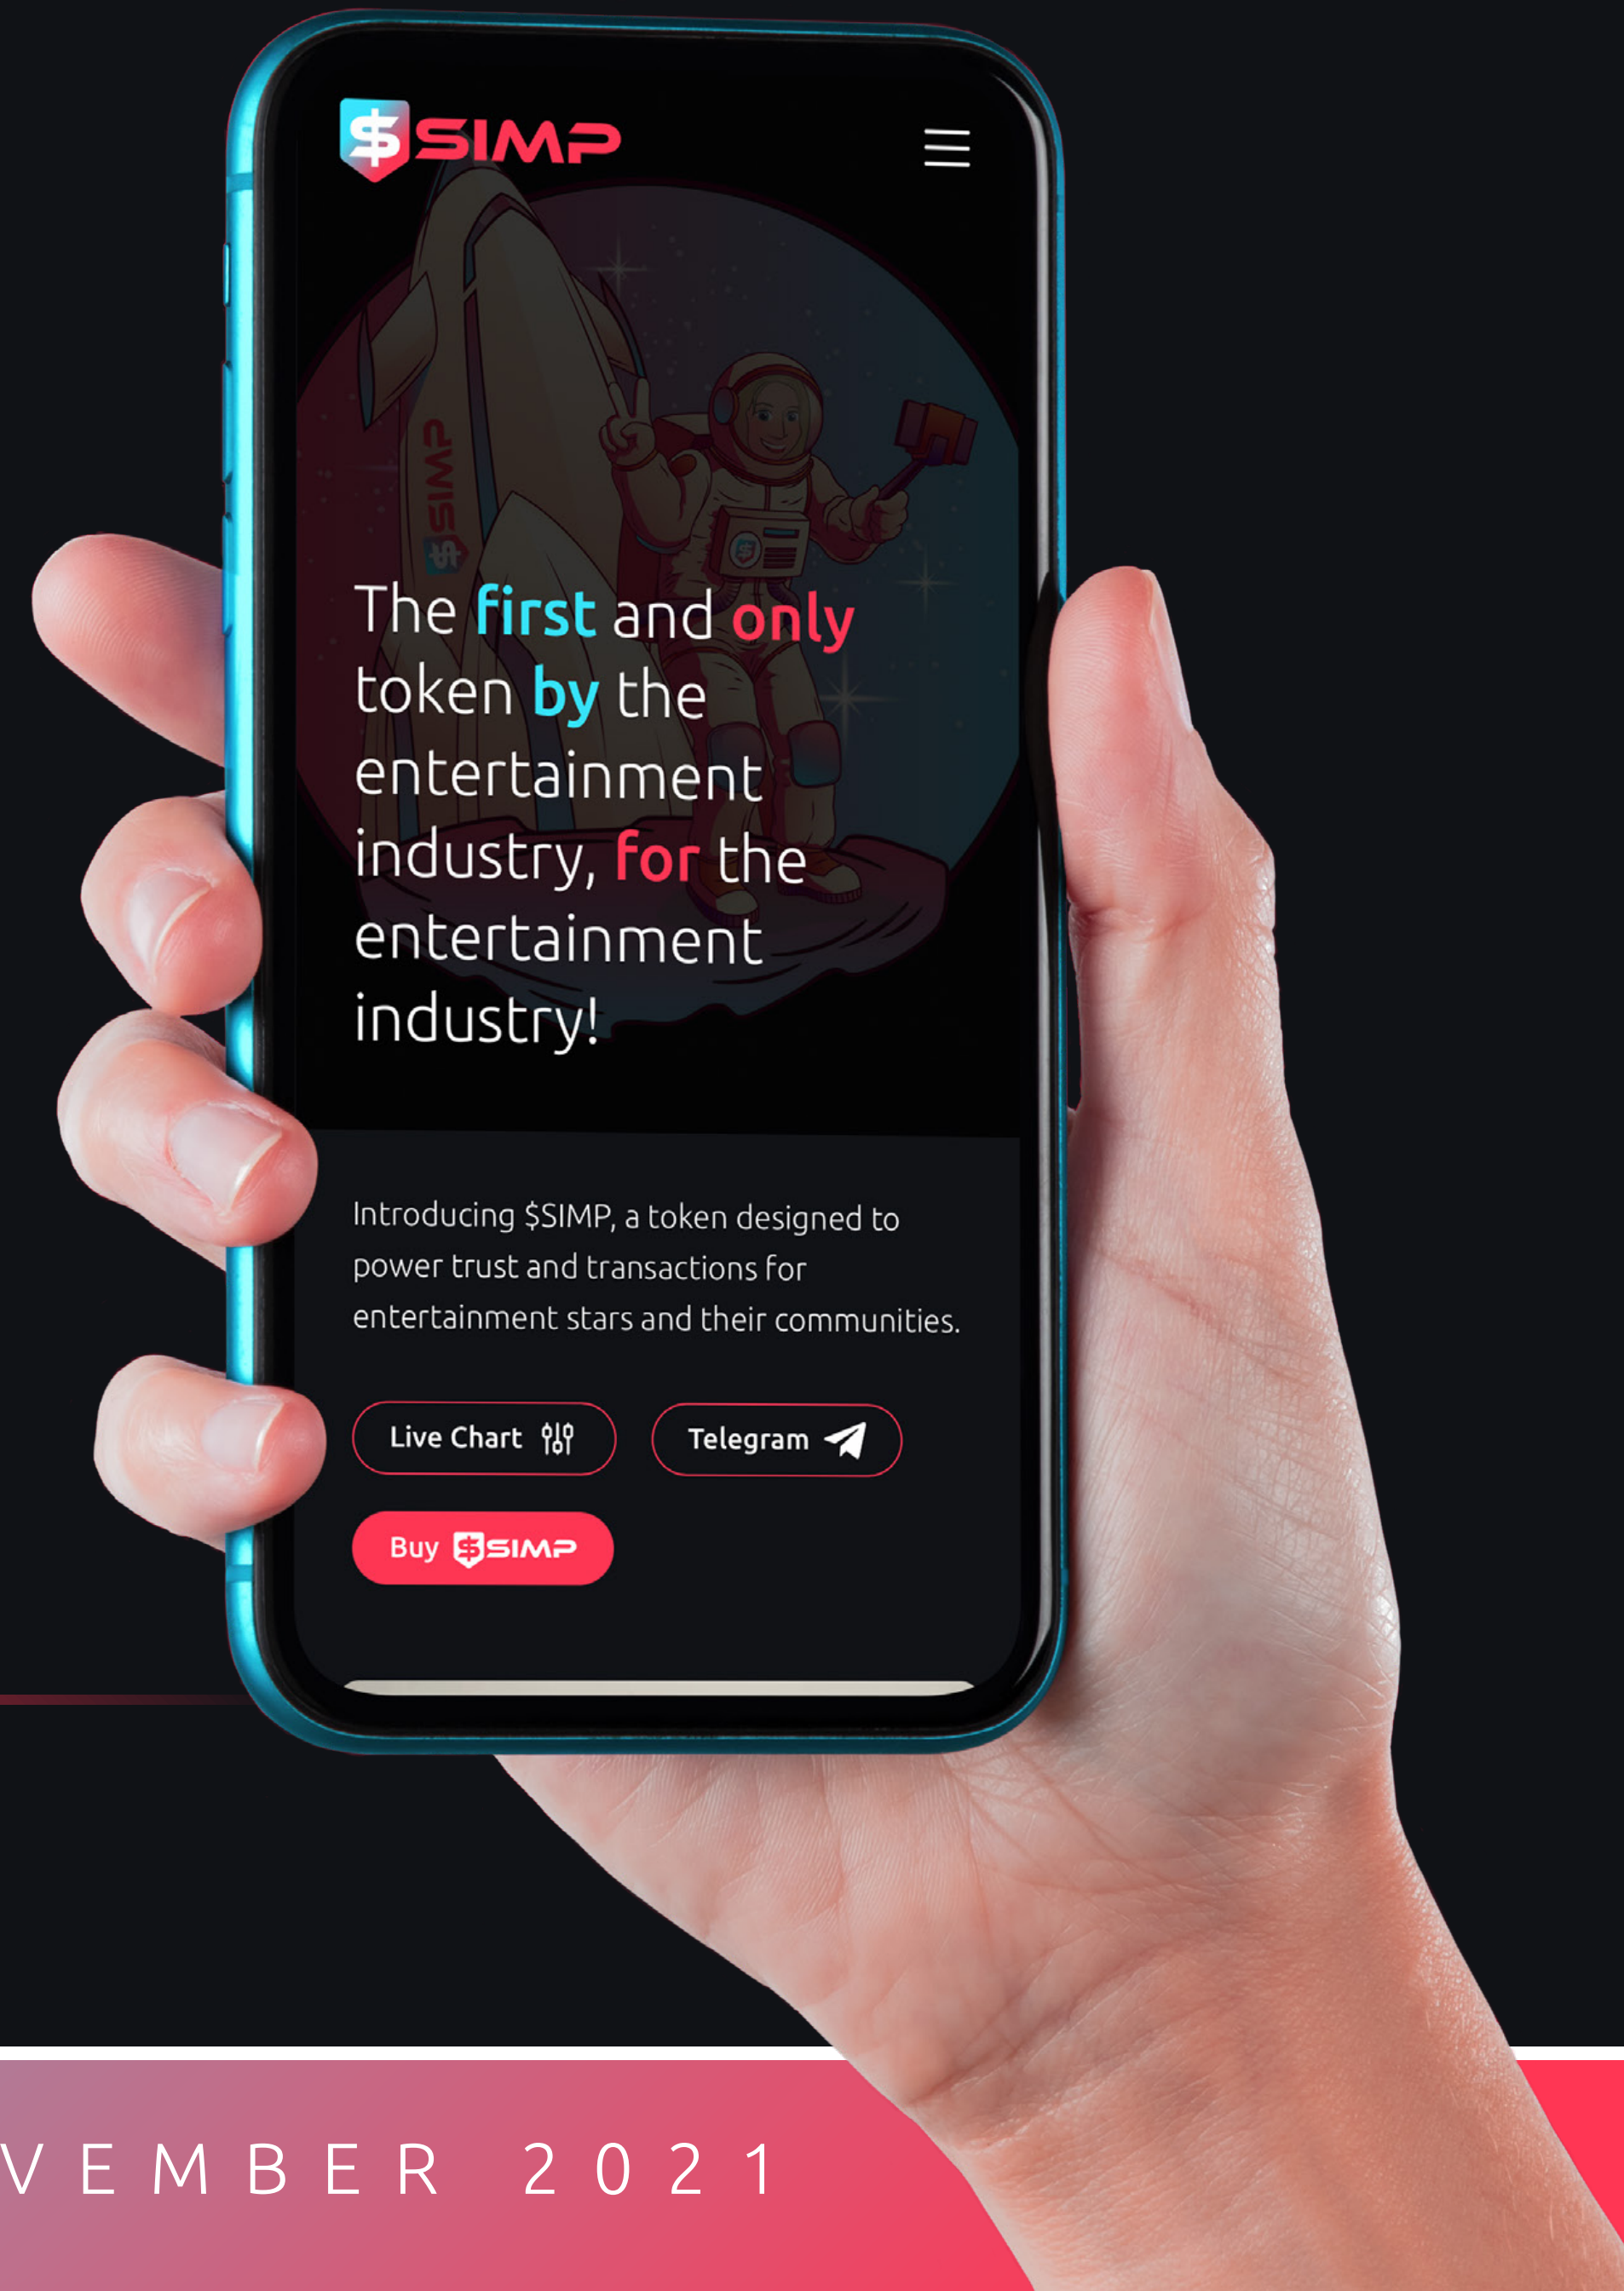 $SIMP
$SIMP
The first and only
token by the
entertainment
industry, for the
entertainment
industry!
Introducing $SIMP, a token designed to
power trust and transactions for
entertainment stars and their communities.
Live Chart
Telegram
Buy $SIMP
VEMBER 2021